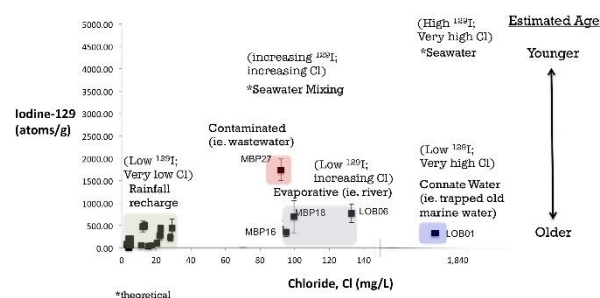 5000.00
4500.00
4000.00
3500.00
3000.00
2500.00
2000.00
1500.00
1000.00
500.00
0.00
Iodine-129
(atoms/g)
(High ¹²⁹I;
Very high Cl)
*Seawater
Estimated Age
Younger
Older
(increasing ¹²⁹I;
increasing Cl)
*Seawater Mixing
Contaminated
(ie. wastewater)
MBP27
(Low ¹²⁹I;
Very low Cl)
Rainfall
recharge
(Low ¹²⁹I;
increasing Cl)
Evaporative (ie. river)
MBP18
LOB06
MBP16
(Low ¹²⁹I;
Very high Cl)
Connate Water
(ie. trapped old
marine water)
LOB01
0 20 40 60 80 100 120 140 1,840
Chloride, Cl (mg/L)
*theoretical